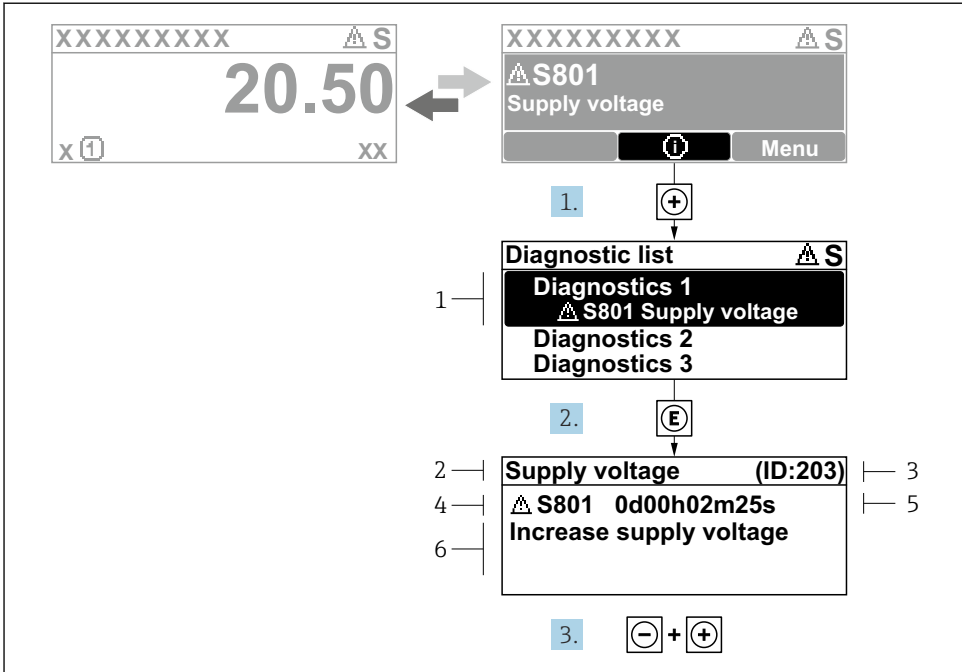 XXXXXXXXX ⚠ S
20.50
x ① xx
XXXXXXXXX ⚠ S
⚠S801
Supply voltage
ⓘ Menu
1. +
Diagnostic list ⚠ S
1
Diagnostics 1
⚠ S801 Supply voltage
Diagnostics 2
Diagnostics 3
2. E
2 Supply voltage (ID:203) 3
4 ⚠ S801 0d00h02m25s 5
6 Increase supply voltage
3. − + +